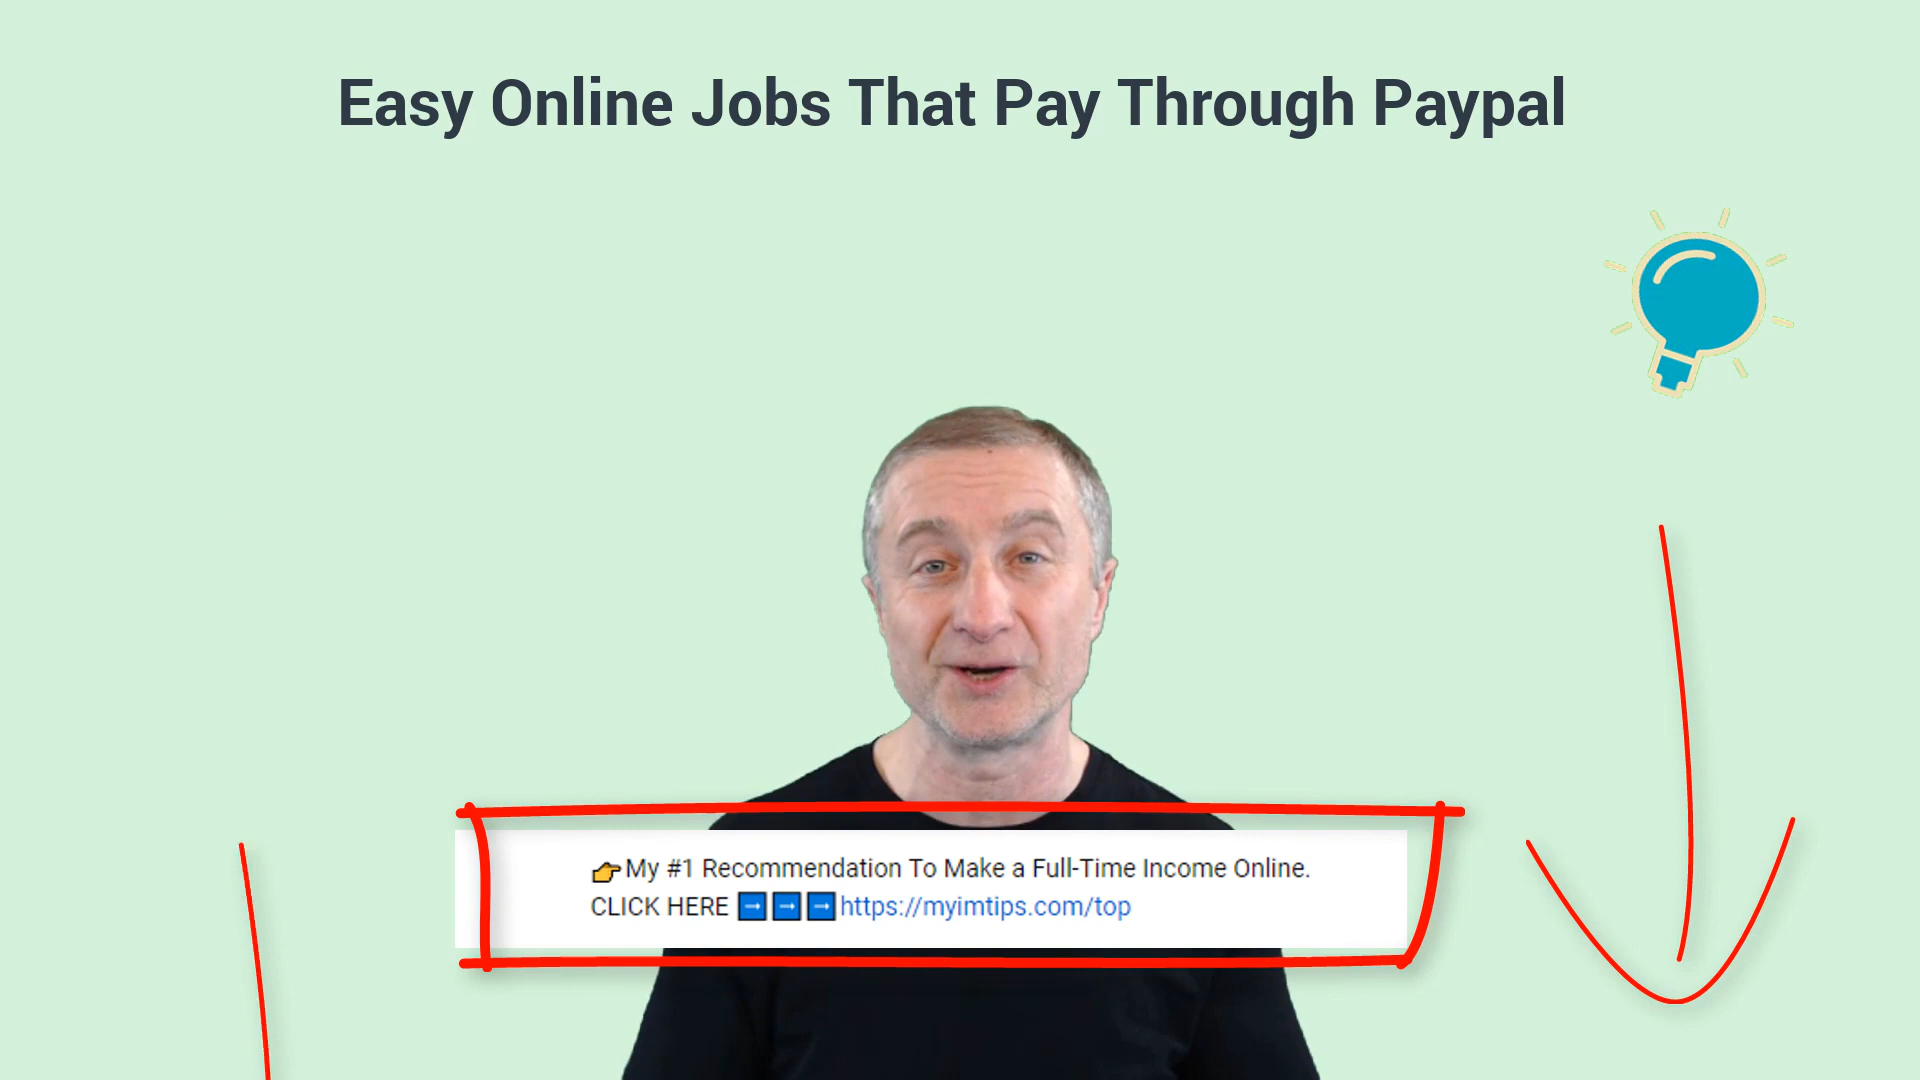 Easy Online Jobs That Pay Through Paypal
👉My #1 Recommendation To Make a Full-Time Income Online.
CLICK HERE ➡️➡️➡️https://myimtips.com/top